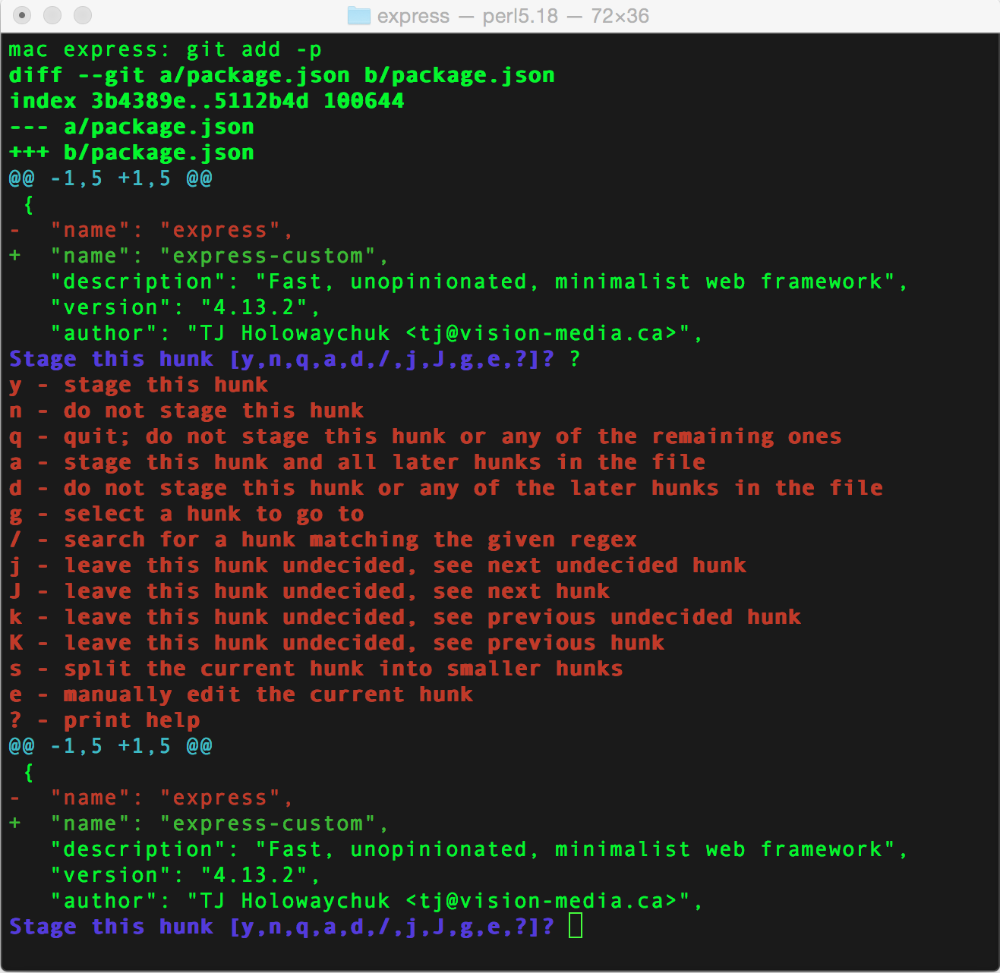 express — perl5.18 — 72×36
mac express: git add -p
diff --git a/package.json b/package.json
index 3b4389e..5112b4d 100644
--- a/package.json
+++ b/package.json
@@ -1,5 +1,5 @@
 {
-  "name": "express",
+  "name": "express-custom",
   "description": "Fast, unopinionated, minimalist web framework",
   "version": "4.13.2",
   "author": "TJ Holowaychuk <tj@vision-media.ca>",
Stage this hunk [y,n,q,a,d,/,j,J,g,e,?]? ?
y - stage this hunk
n - do not stage this hunk
q - quit; do not stage this hunk or any of the remaining ones
a - stage this hunk and all later hunks in the file
d - do not stage this hunk or any of the later hunks in the file
g - select a hunk to go to
/ - search for a hunk matching the given regex
j - leave this hunk undecided, see next undecided hunk
J - leave this hunk undecided, see next hunk
k - leave this hunk undecided, see previous undecided hunk
K - leave this hunk undecided, see previous hunk
s - split the current hunk into smaller hunks
e - manually edit the current hunk
? - print help
@@ -1,5 +1,5 @@
 {
-  "name": "express",
+  "name": "express-custom",
   "description": "Fast, unopinionated, minimalist web framework",
   "version": "4.13.2",
   "author": "TJ Holowaychuk <tj@vision-media.ca>",
Stage this hunk [y,n,q,a,d,/,j,J,g,e,?]?